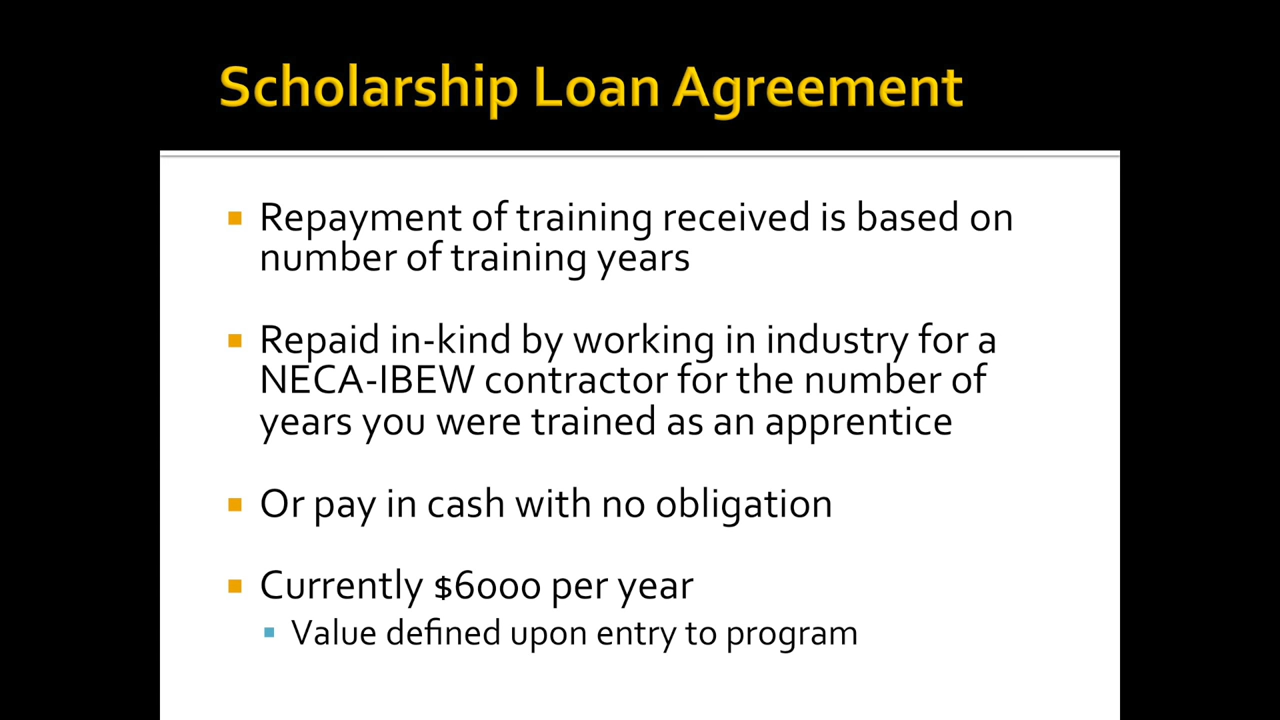 Scholarship Loan Agreement
Repayment of training received is based on
number of training years
Repaid in-kind by working in industry for a
NECA-IBEW contractor for the number of
years you were trained as an apprentice
Or pay in cash with no obligation
Currently $6000 per year
Value defined upon entry to program